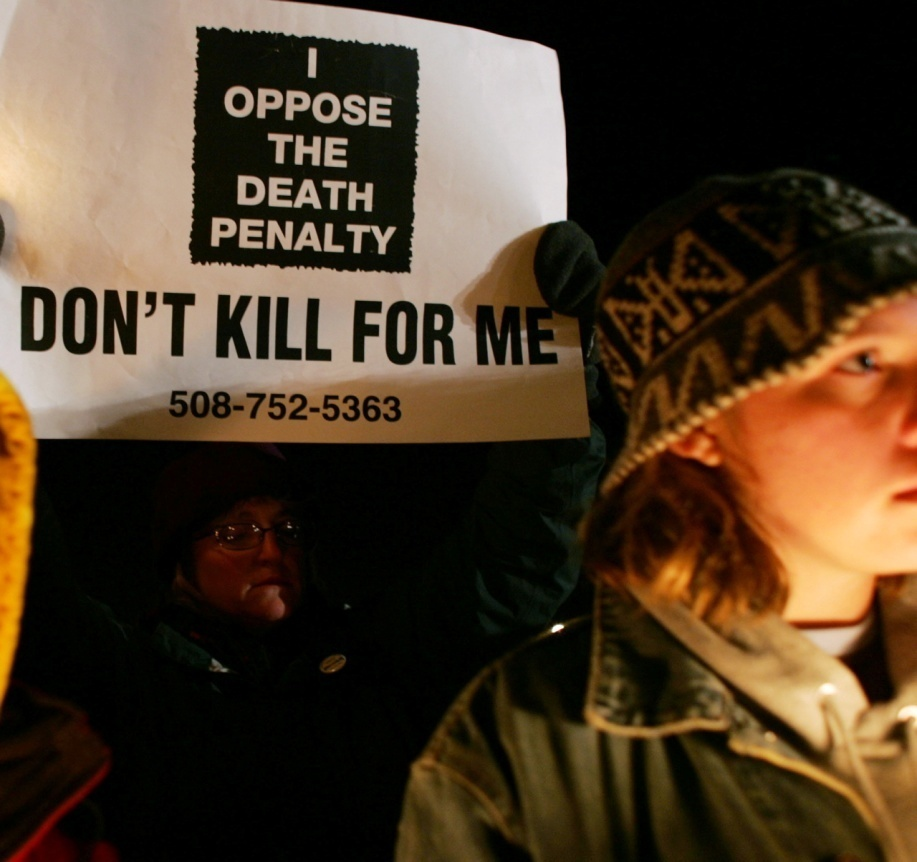 I
OPPOSE
THE
DEATH
PENALTY
DON'T KILL FOR ME
508-752-5363